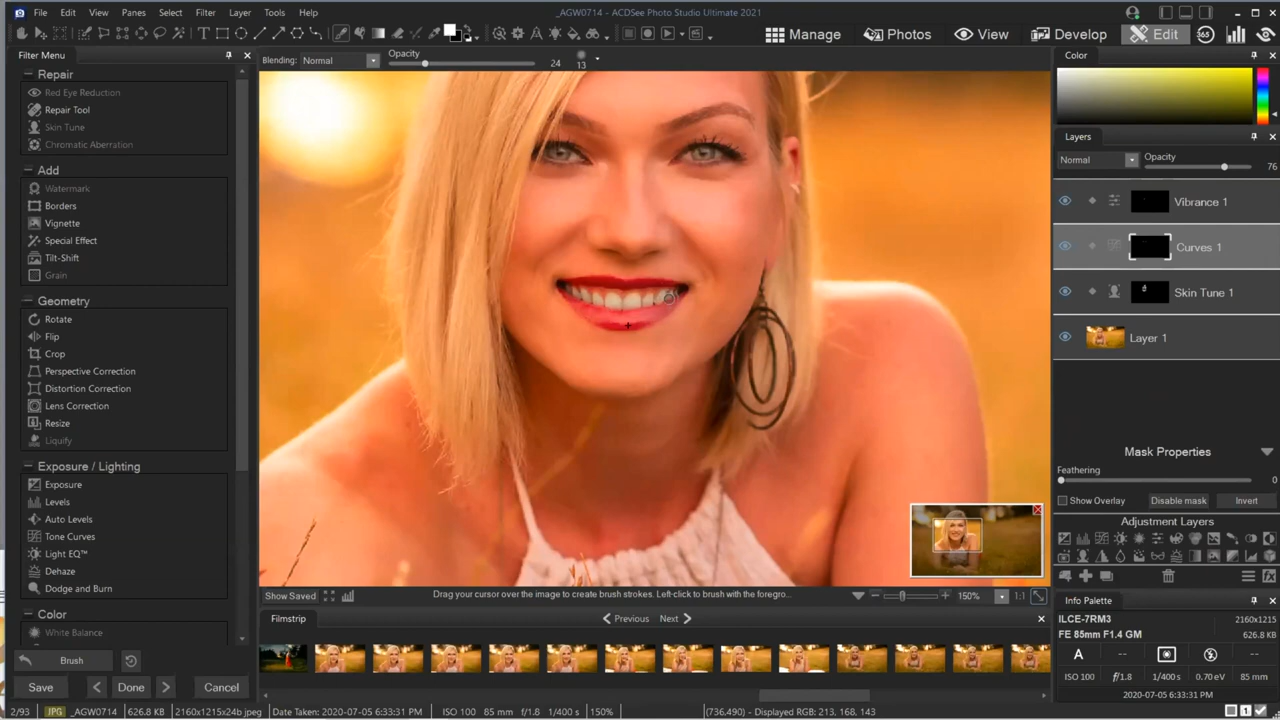 File Edit View Panes Select Filter Layer Tools Help
_AGW0714 - ACDSee Photo Studio Ultimate 2021
Manage Photos View Develop Edit 365
Filter Menu
Repair
Red Eye Reduction
Repair Tool
Skin Tune
Chromatic Aberration
Add
Watermark
Borders
Vignette
Special Effect
Tilt-Shift
Grain
Geometry
Rotate
Flip
Crop
Perspective Correction
Distortion Correction
Lens Correction
Resize
Liquify
Exposure / Lighting
Exposure
Levels
Auto Levels
Tone Curves
Light EQ™
Dehaze
Dodge and Burn
Color
White Balance
Brush
Save Done Cancel
Blending: Normal Opacity 24 13
Show Saved
Drag your cursor over the image to create brush strokes. Left-click to brush with the foregro...
150% 1:1
Filmstrip
Previous Next
Color
Layers
Normal Opacity 76
Vibrance 1
Curves 1
Skin Tune 1
Layer 1
Mask Properties
Feathering 0
Show Overlay Disable mask Invert
Adjustment Layers
Info Palette
ILCE-7RM3 2160x1215
FE 85mm F1.4 GM 626.8 KB
A -- --
ISO 100 f/1.8 1/400 s 0.70 eV 85 mm
2020-07-05 6:33:31 PM
2/93 JPG _AGW0714 626.8 KB 2160x1215x24b jpeg Date Taken: 2020-07-05 6:33:31 PM ISO 100 85 mm f/1.8 1/400 s 150% (736,490) - Displayed RGB: 213, 168, 143
1